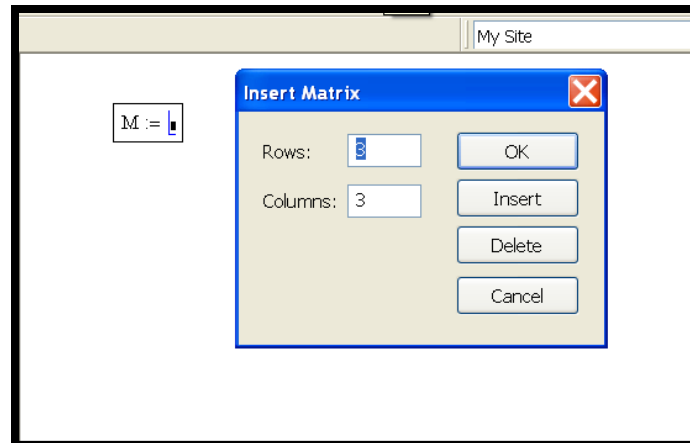 My Site
Insert Matrix
M :=
Rows: 3
OK
Columns: 3
Insert
Delete
Cancel